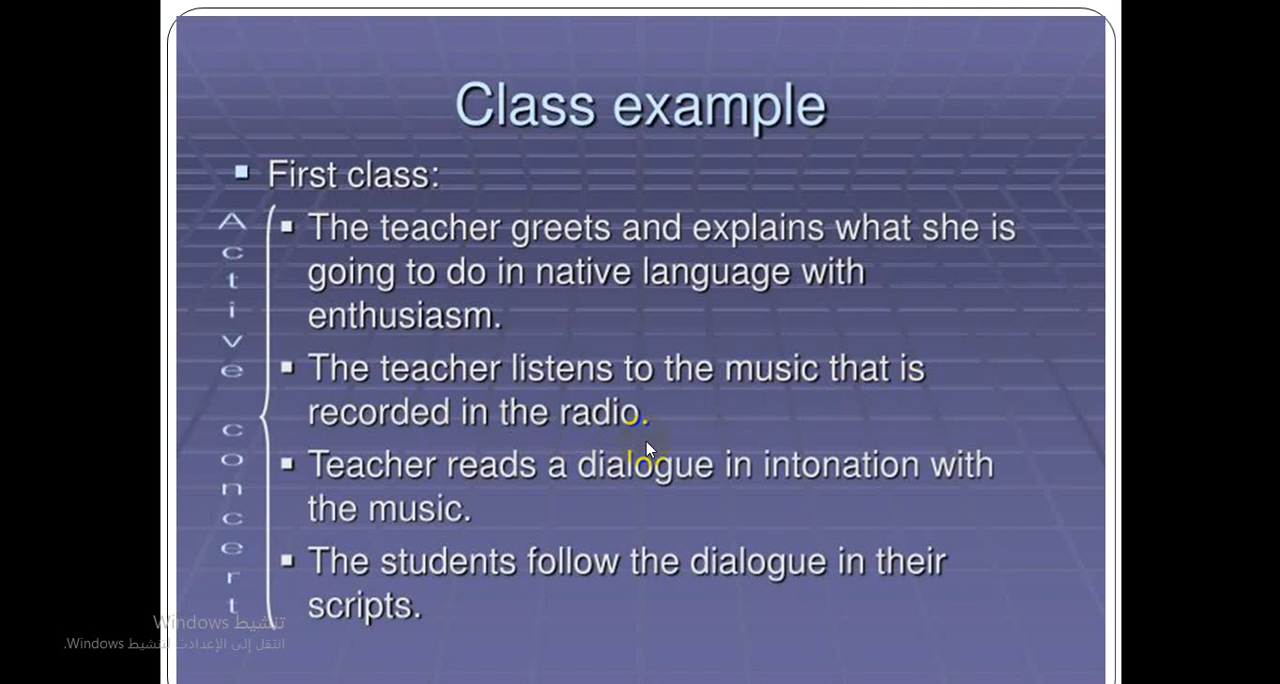 Class example
First class:
The teacher greets and explains what she is
going to do in native language with
enthusiasm.
The teacher listens to the music that is
recorded in the radio.
Teacher reads a dialogue in intonation with
the music.
The students follow the dialogue in their
scripts.
Active concert
تنشيط Windows
انتقل إلى الإعدادات لتنشيط Windows.